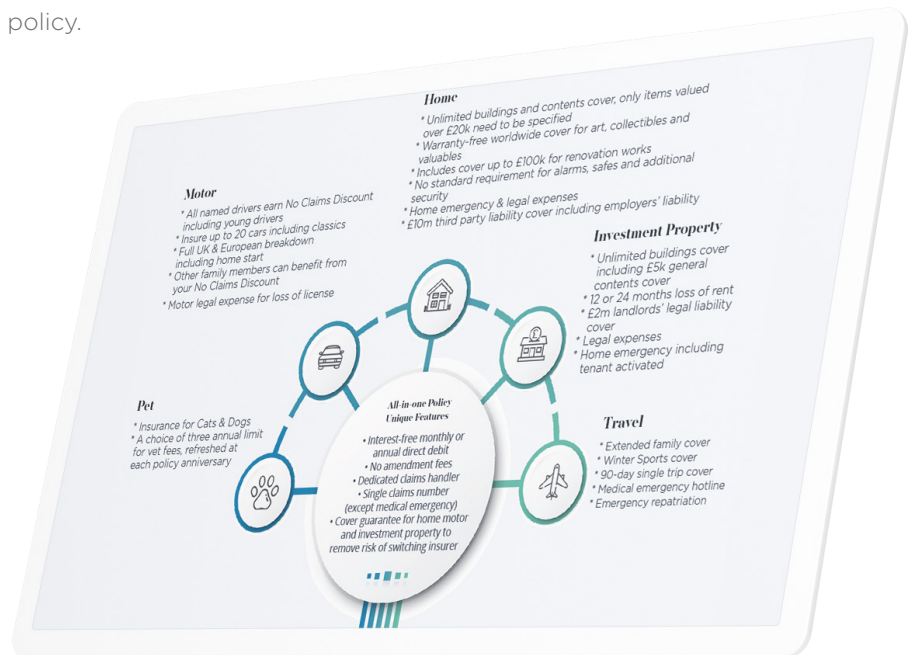 policy.
Home
* Unlimited buildings and contents cover, only items valued
over £20k need to be specified
* Warranty-free worldwide cover for art, collectibles and
valuables
* Includes cover up to £100k for renovation works
* No standard requirement for alarms, safes and additional
security
* Home emergency & legal expenses
* £10m third party liability cover including employers' liability
Motor
* All named drivers earn No Claims Discount
including young drivers
* Insure up to 20 cars including classics
* Full UK & European breakdown
including home start
* Other family members can benefit from
your No Claims Discount
* Motor legal expense for loss of license
Investment Property
* Unlimited buildings cover
including £5k general
contents cover
* 12 or 24 months loss of rent
* £2m landlords' legal liability
cover
* Legal expenses
* Home emergency including
tenant activated
Pet
* Insurance for Cats & Dogs
* A choice of three annual limit
for vet fees, refreshed at
each policy anniversary
All-in-one Policy
Unique Features
• Interest-free monthly or
annual direct debit
• No amendment fees
• Dedicated claims handler
• Single claims number
(except medical emergency)
• Cover guarantee for home motor
and investment property to
remove risk of switching insurer
Travel
* Extended family cover
* Winter Sports cover
* 90-day single trip cover
* Medical emergency hotline
* Emergency repatriation
£